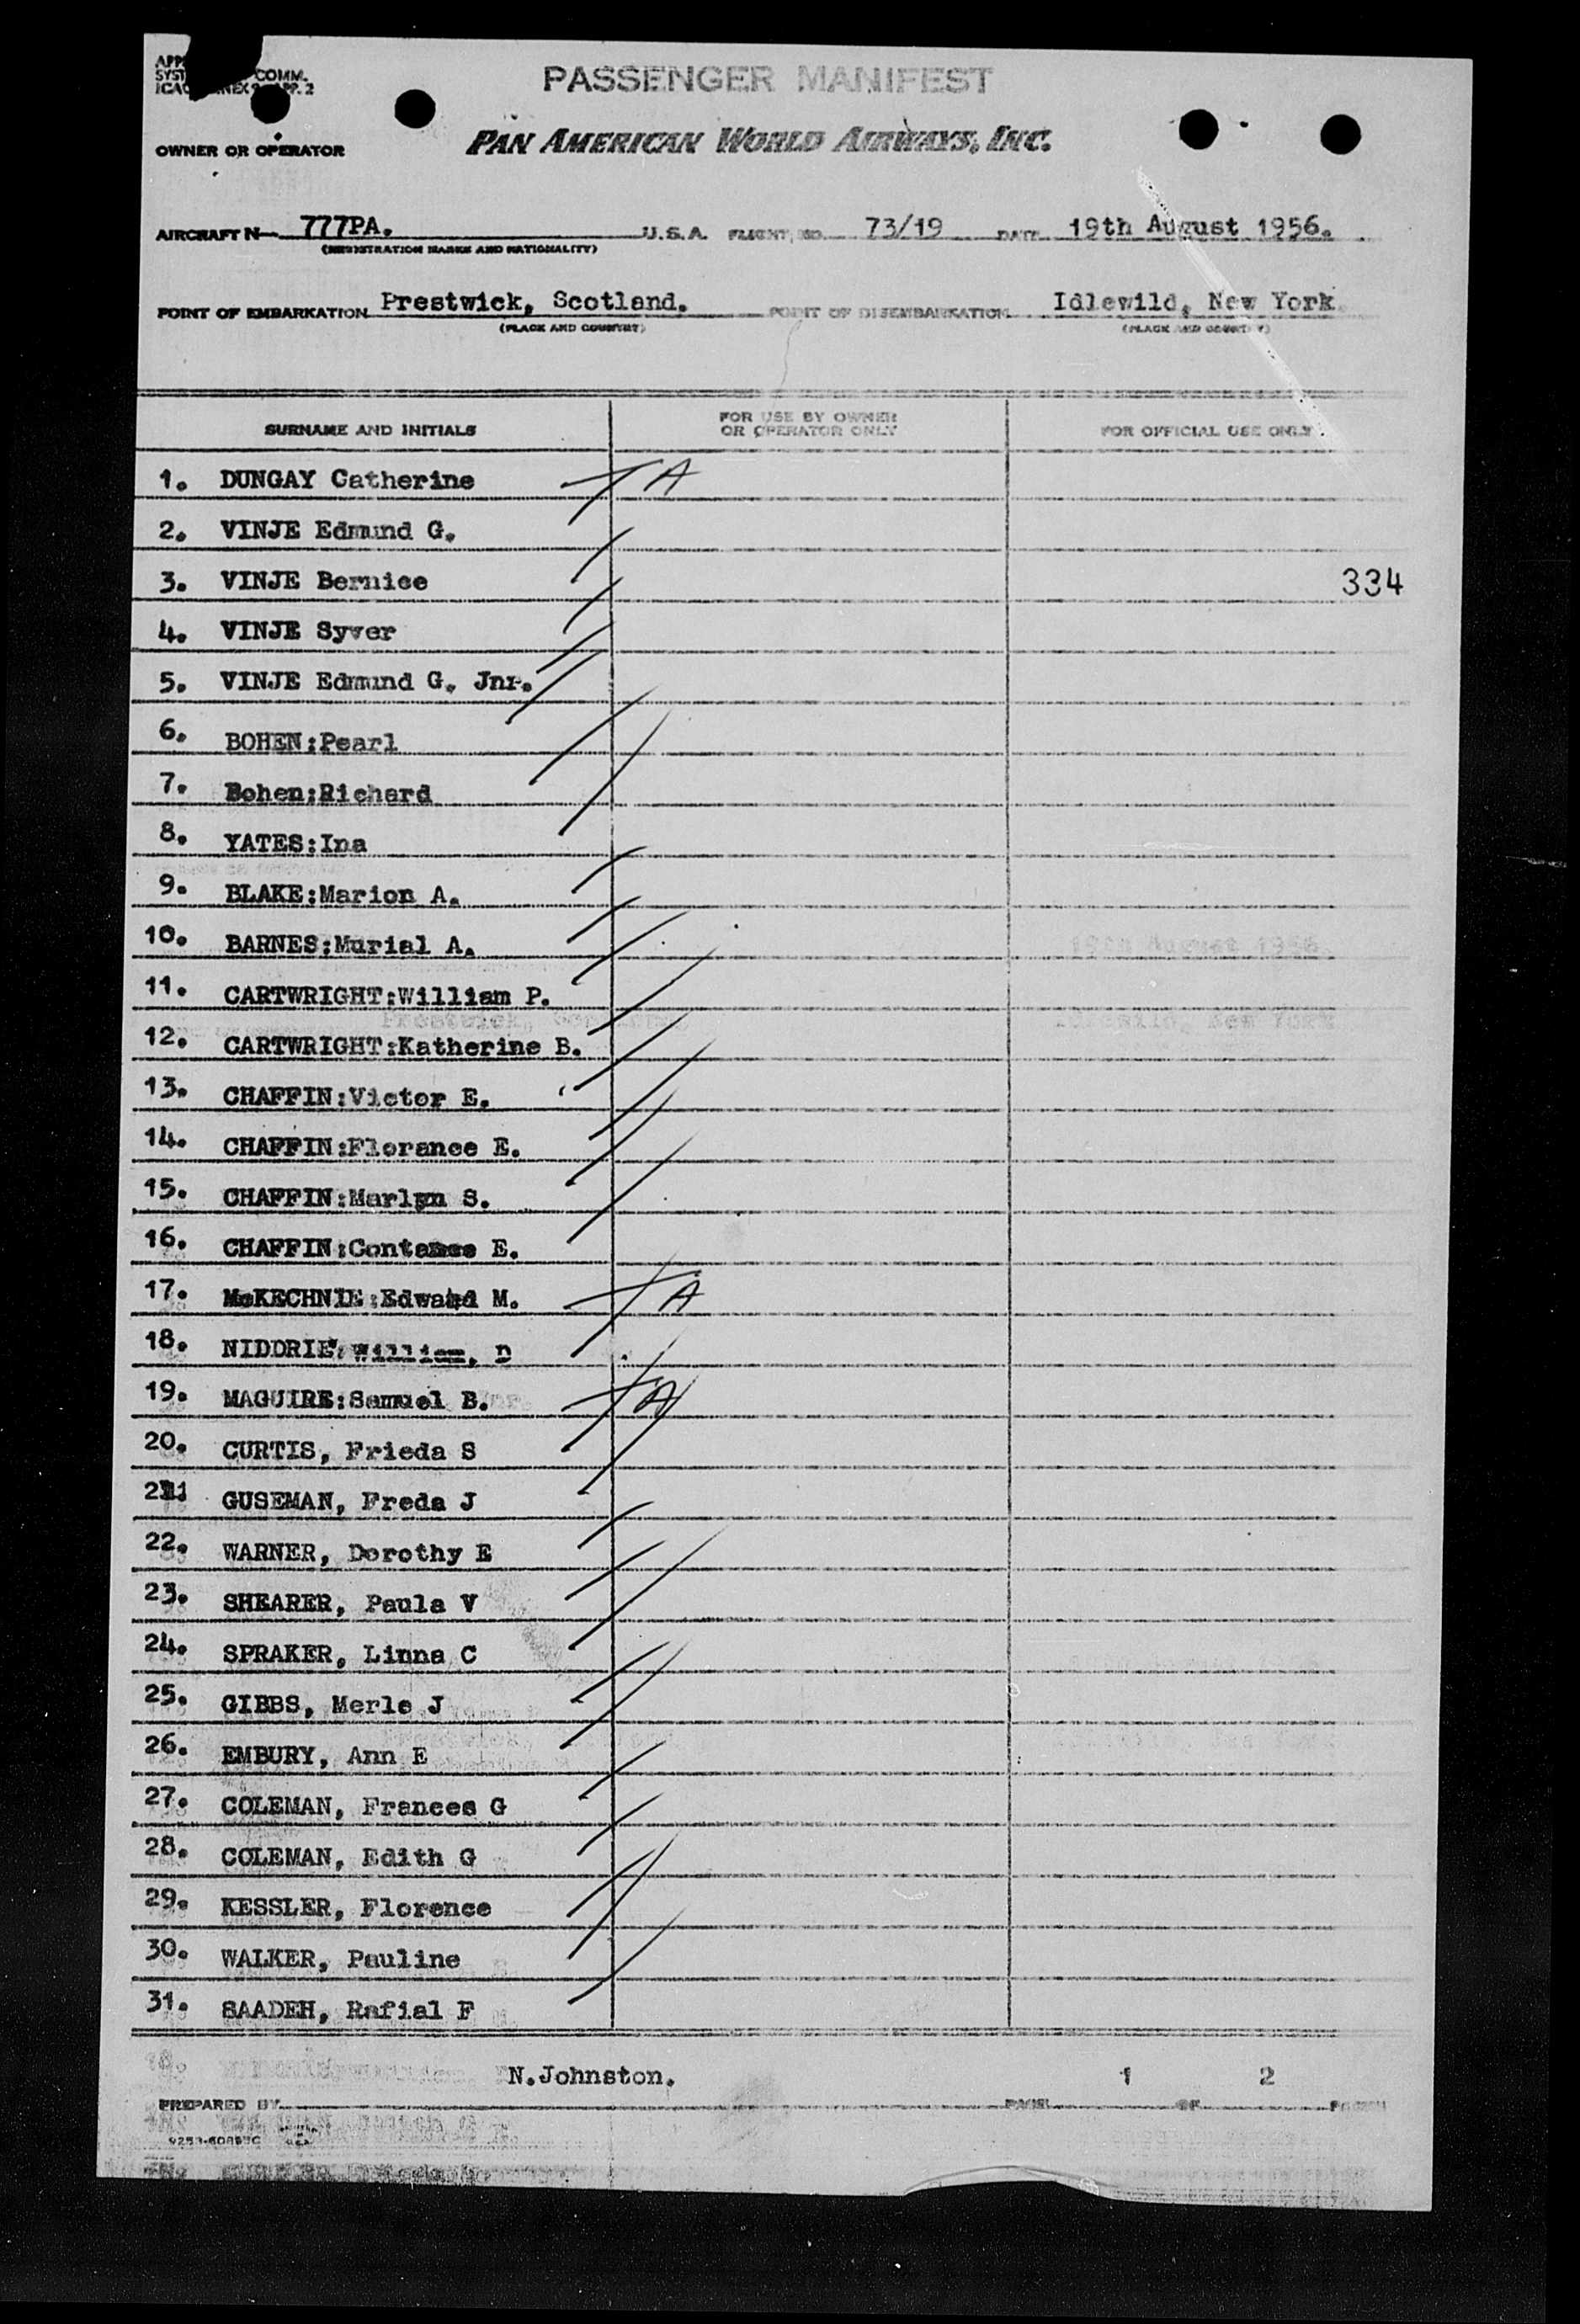 PASSENGER MANIFEST
OWNER OR OPERATOR PAN AMERICAN WORLD AIRWAYS, INC.
AIRCRAFT N— 777PA. U.S.A. FLIGHT NO. 73/19 DATE 19th August 1956.
(REGISTRATION MARKS AND NATIONALITY)
POINT OF EMBARKATION Prestwick, Scotland. POINT OF DISEMBARKATION Idlewild, New York
(PLACE AND COUNTRY) (PLACE AND COUNTRY)
SURNAME AND INITIALS FOR USE BY OWNER OR OPERATOR ONLY FOR OFFICIAL USE ONLY
1. DUNGAY Catherine A
2. VINJE Edmund G.
3. VINJE Bernice 334
4. VINJE Syver
5. VINJE Edmund G. Jnr.
6. BOHEN:Pearl
7. Bohen:Richard
8. YATES:Ina
9. BLAKE:Marion A.
10. BARNES:Murial A.
11. CARTWRIGHT:William P.
12. CARTWRIGHT:Katherine B.
13. CHAFFIN:Victor E.
14. CHAFFIN:Florance E.
15. CHAFFIN:Marlyn S.
16. CHAFFIN:Contance E.
17. McKECHNIE:Edward M. A
18. NIDDRIE: William, D
19. MAGUIRE:Samuel B. A
20. CURTIS, Frieda S
21. GUSEMAN, Freda J
22. WARNER, Dorothy E
23. SHEARER, Paula V
24. SPRAKER, Linna C
25. GIBBS, Merle J
26. EMBURY, Ann E
27. COLEMAN, Frances G
28. COLEMAN, Edith G
29. KESSLER, Florence
30. WALKER, Pauline
31. SAADEH, Rafial F
N.Johnston. 1 2
PREPARED BY PAGE OF